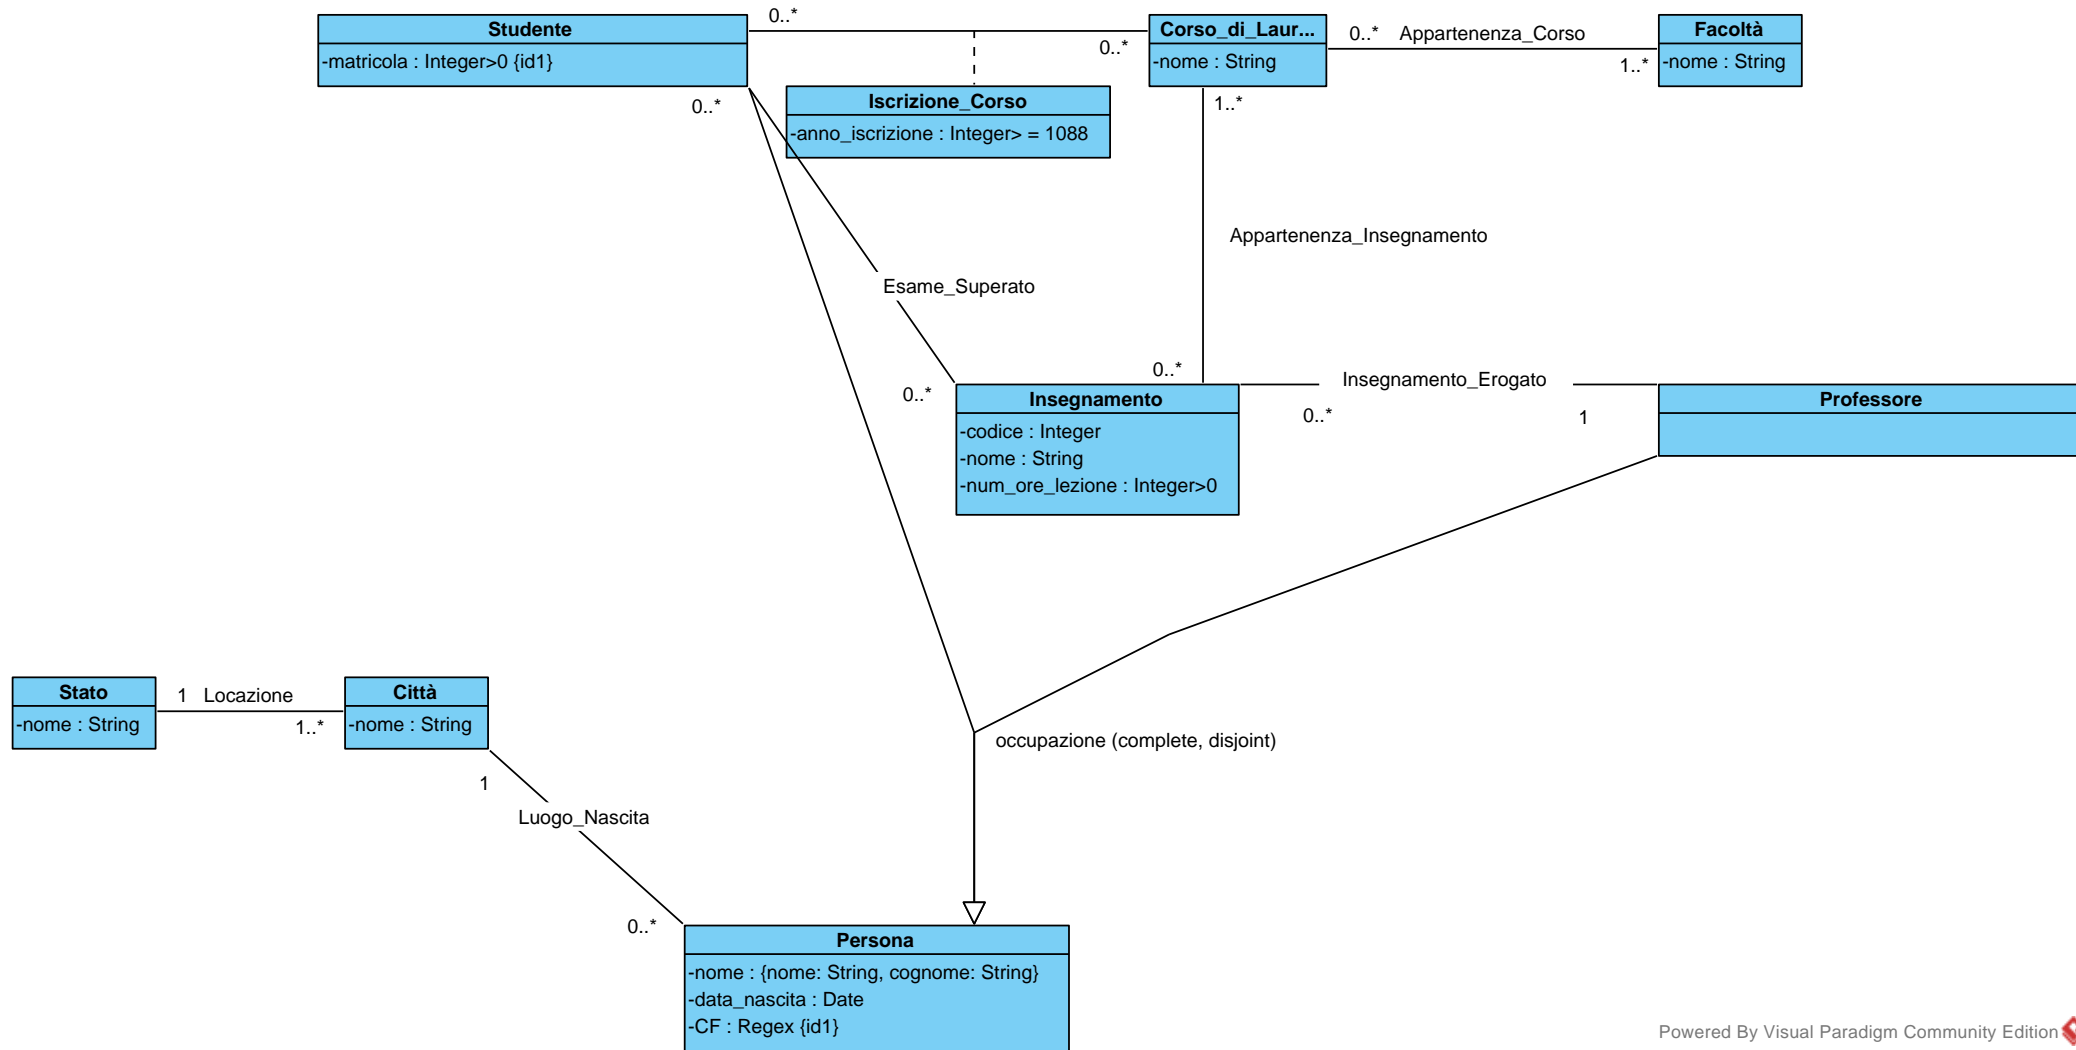 0..*
Studente
-matricola : Integer>0 {id1}
0..*
Corso_di_Laur...
-nome : String
0..* Appartenenza_Corso
1..*
Facoltà
-nome : String
0..*
Iscrizione_Corso
-anno_iscrizione : Integer> = 1088
1..*
Appartenenza_Insegnamento
Esame_Superato
0..*
0..*
Insegnamento
-codice : Integer
-nome : String
-num_ore_lezione : Integer>0
Insegnamento_Erogato
0..*
1
Professore
Stato
-nome : String
1 Locazione
1..*
Città
-nome : String
occupazione (complete, disjoint)
1
Luogo_Nascita
0..*
Persona
-nome : {nome: String, cognome: String}
-data_nascita : Date
-CF : Regex {id1}
Powered By Visual Paradigm Community Edition